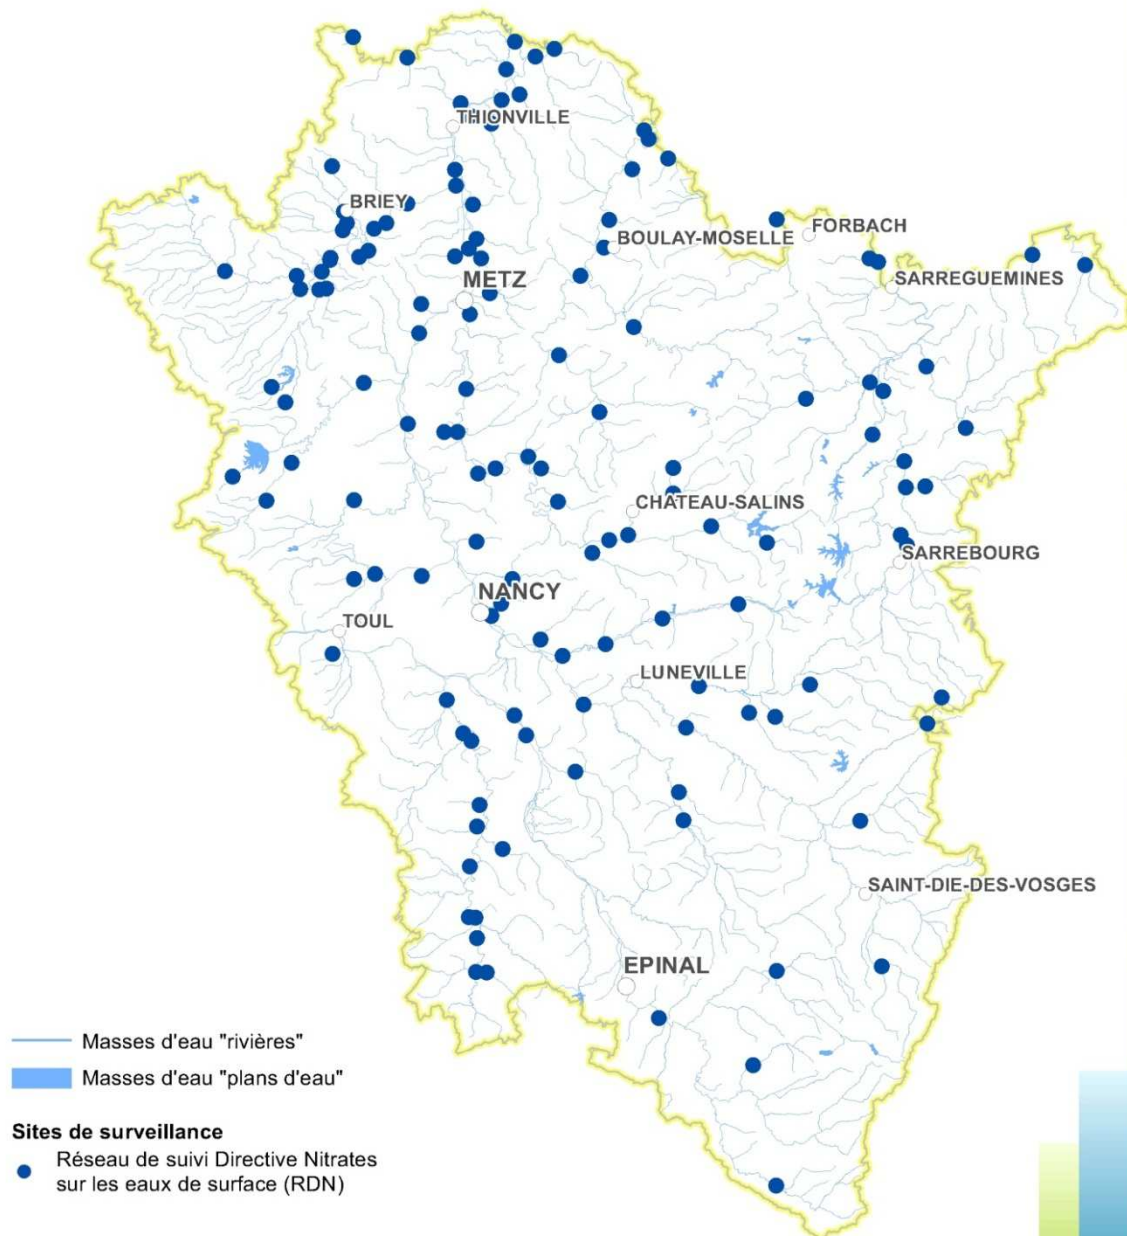 THIONVILLE
BRIEY
FORBACH
BOULAY-MOSELLE
METZ
SARREGUEMINES
CHATEAU-SALINS
SARREBOURG
NANCY
TOUL
LUNEVILLE
SAINT-DIE-DES-VOSGES
EPINAL
Masses d'eau "rivières"
Masses d'eau "plans d'eau"
Sites de surveillance
Réseau de suivi Directive Nitrates
sur les eaux de surface (RDN)